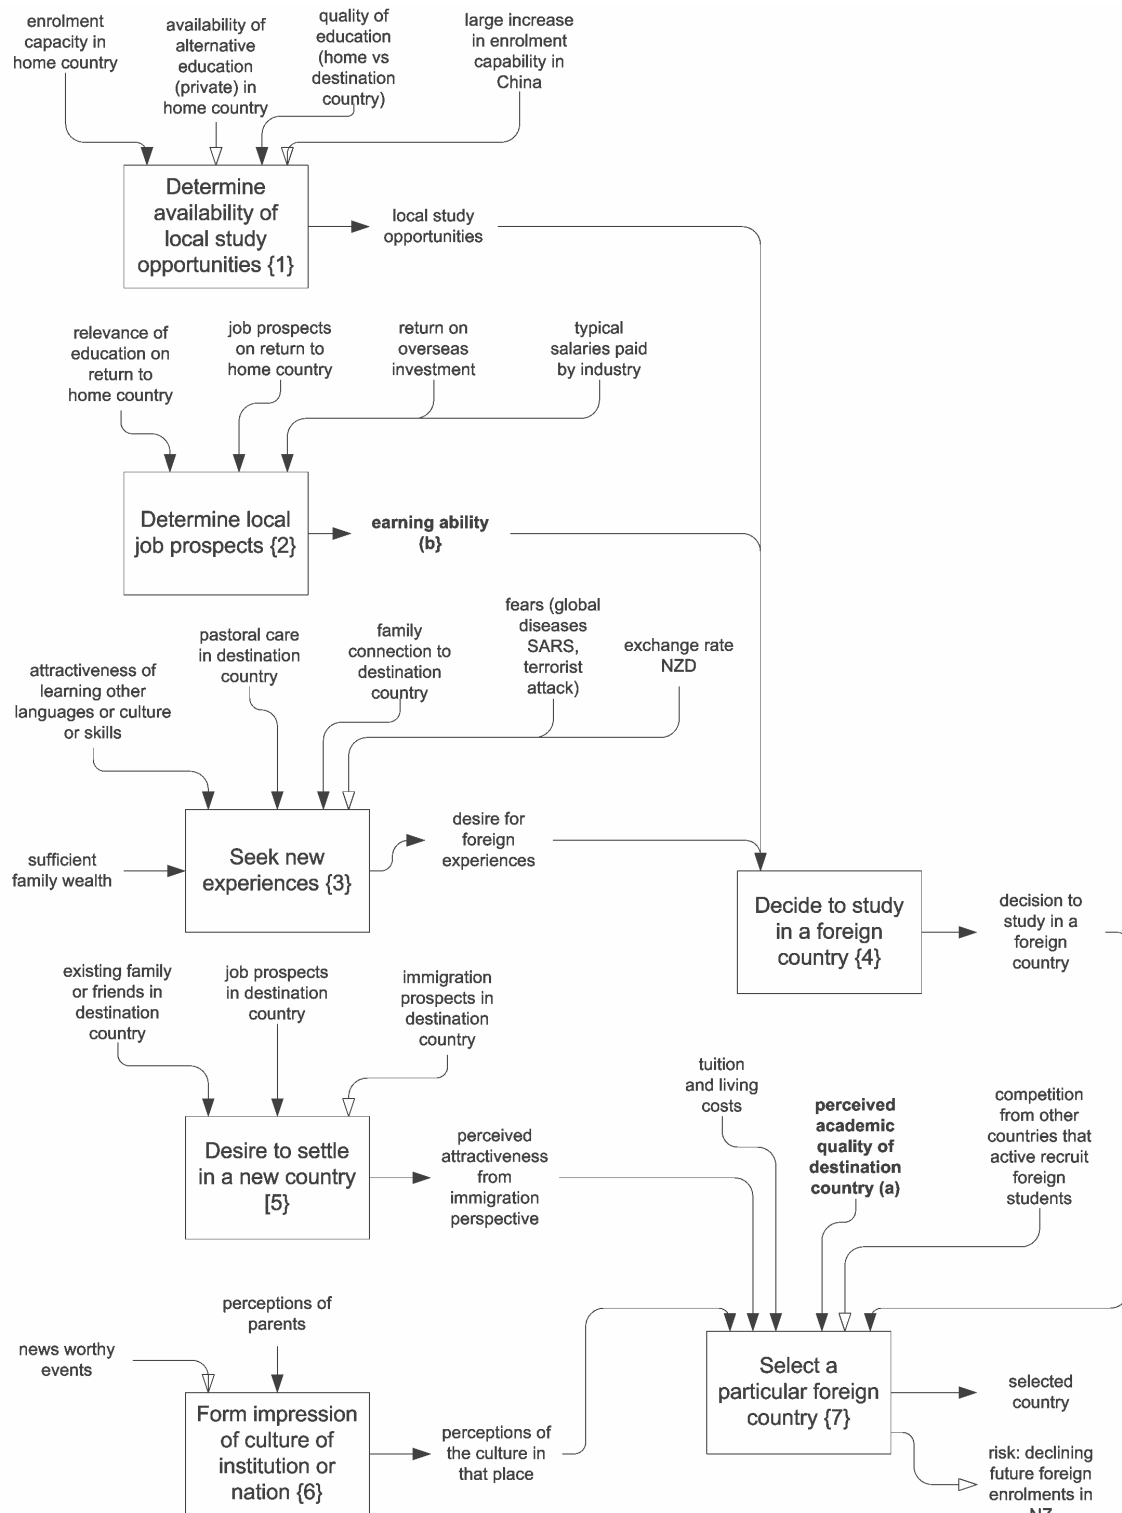 enrolment
capacity in
home country
availability of
alternative
education
(private) in
home country
quality of
education
(home vs
destination
country)
large increase
in enrolment
capability in
China
Determine
availability of
local study
opportunities {1}
local study
opportunities
relevance of
education on
return to
home country
job prospects
on return to
home country
return on
overseas
investment
typical
salaries paid
by industry
Determine local
job prospects {2}
earning ability
(b}
attractiveness of
learning other
languages or culture
or skills
pastoral care
in destination
country
family
connection to
destination
country
fears (global
diseases
SARS,
terrorist
attack)
exchange rate
NZD
sufficient
family wealth
Seek new
experiences {3}
desire for
foreign
experiences
Decide to study
in a foreign
country {4}
decision to
study in a
foreign
country
existing family
or friends in
destination
country
job prospects
in destination
country
immigration
prospects in
destination
country
Desire to settle
in a new country
[5}
perceived
attractiveness
from
immigration
perspective
tuition
and living
costs
perceived
academic
quality of
destination
country (a)
competition
from other
countries that
active recruit
foreign
students
news worthy
events
perceptions of
parents
Form impression
of culture of
institution or
nation {6}
perceptions of
the culture in
that place
Select a
particular foreign
country {7}
selected
country
risk: declining
future foreign
enrolments in
NZ